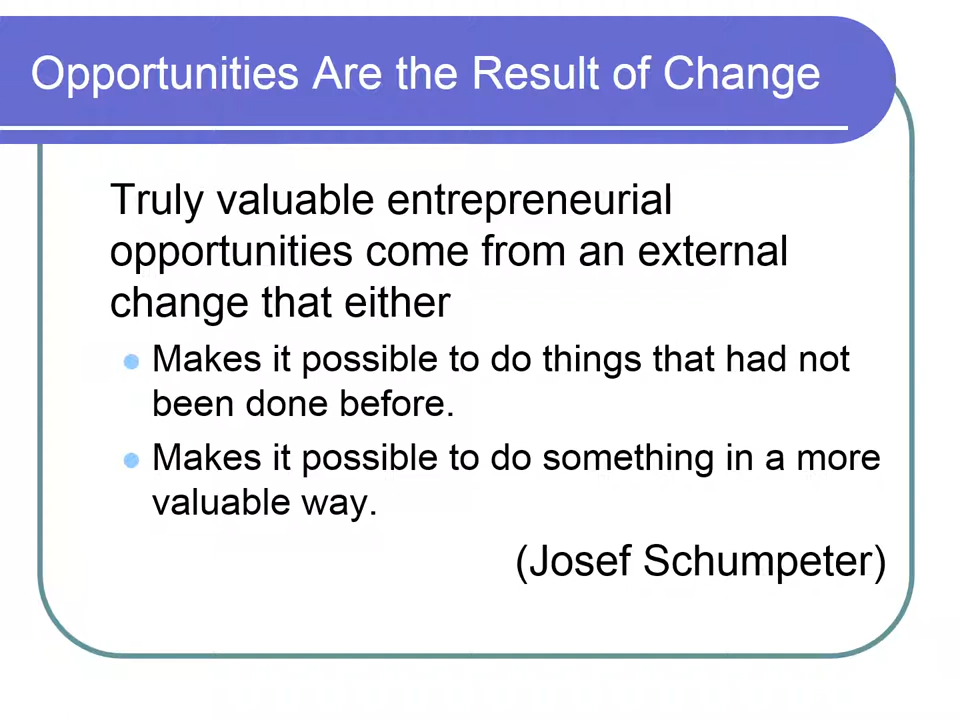 Opportunities Are the Result of Change
Truly valuable entrepreneurial
opportunities come from an external
change that either
Makes it possible to do things that had not
been done before.
Makes it possible to do something in a more
valuable way.
(Josef Schumpeter)